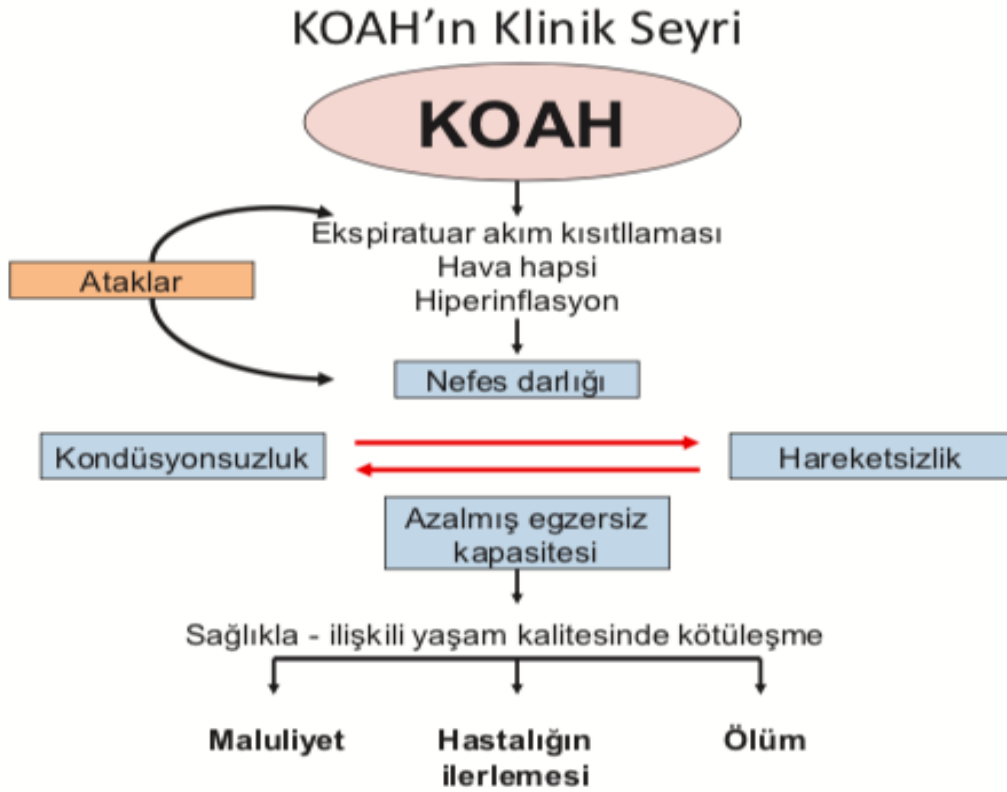 KOAH'ın Klinik Seyri
KOAH
Ekspiratuar akım kısıtllaması
Hava hapsi
Hiperinflasyon
Ataklar
Nefes darlığı
Kondüsyonsuzluk
Hareketsizlik
Azalmış egzersiz
kapasitesi
Sağlıkla - ilişkili yaşam kalitesinde kötüleşme
Maluliyet
Hastalığın
ilerlemesi
Ölüm